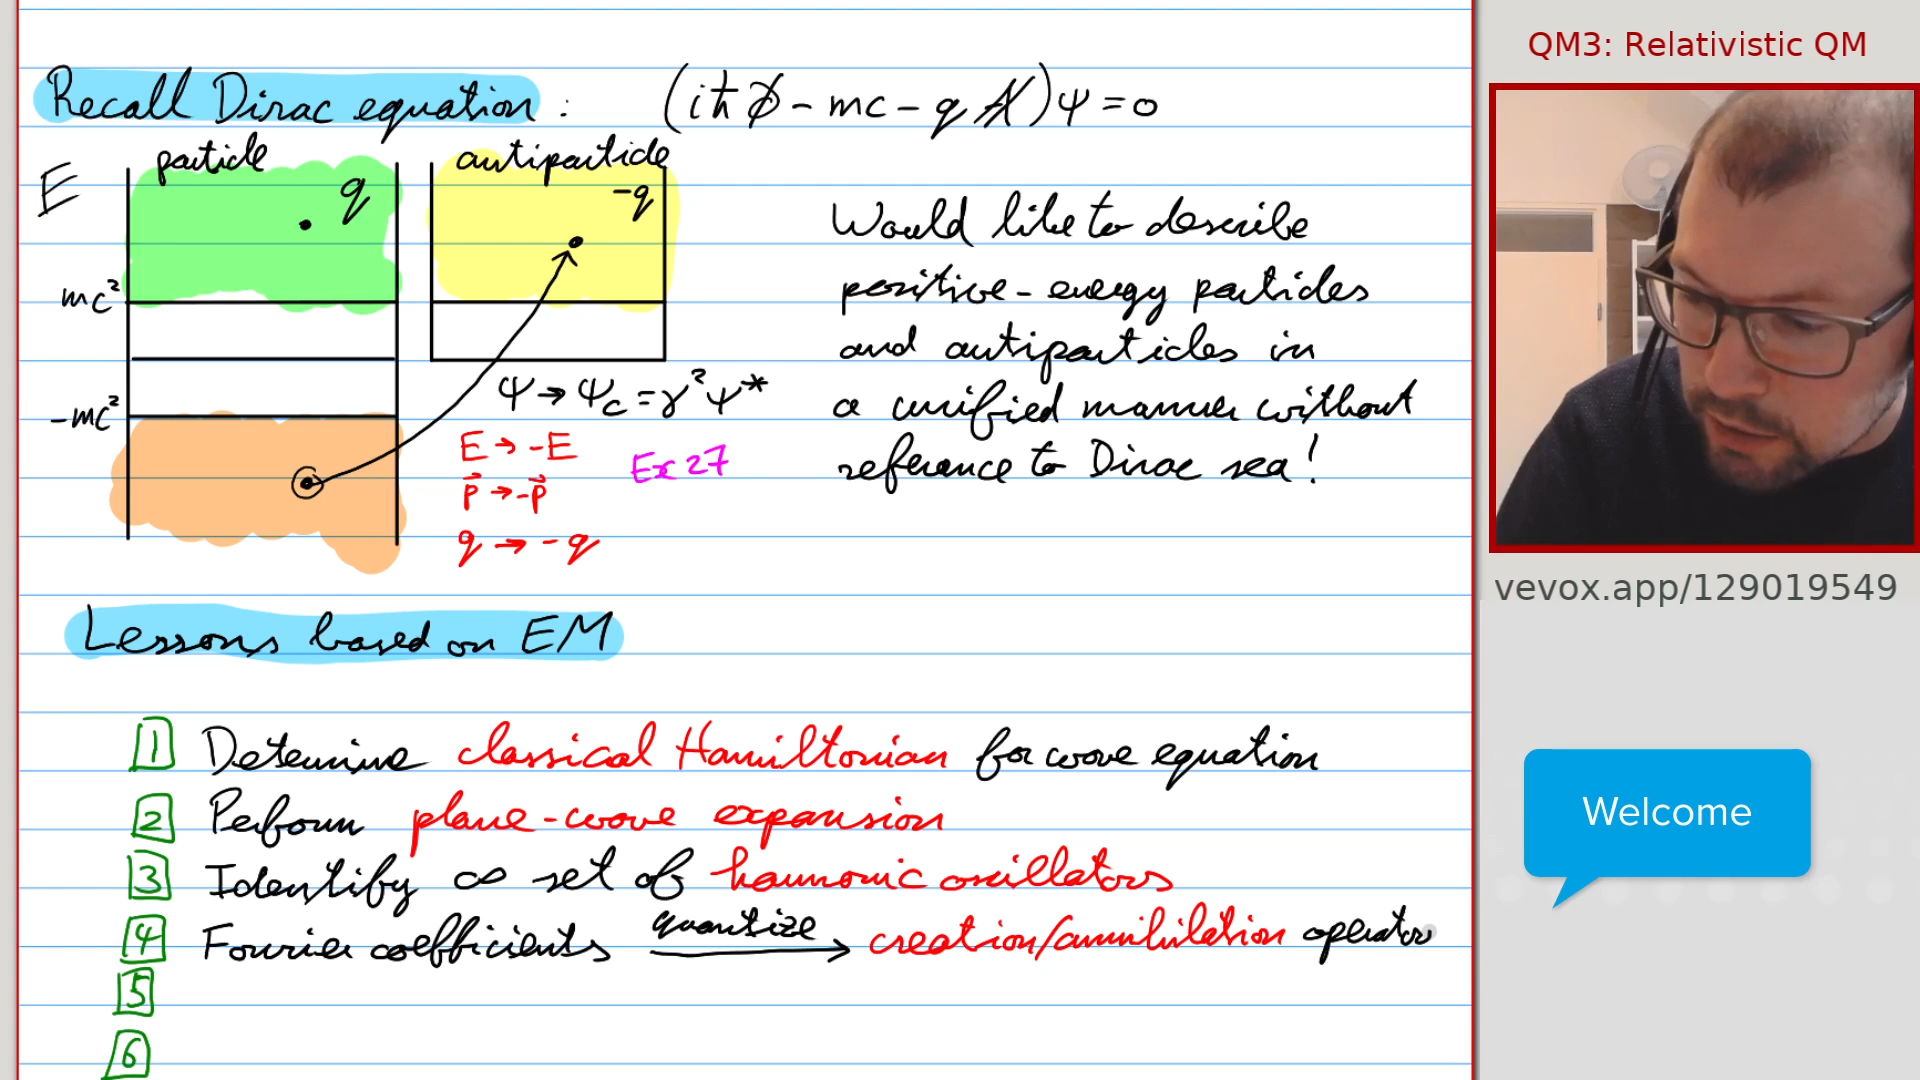 QM3: Relativistic QM
Recall Dirac equation : (iħ∂̸ - mc - qA̸)ψ = 0
particle
antiparticle
E
q
-q
mc²
-mc²
ψ → ψ_c = γ²ψ*
E → -E
p⃗ → -p⃗
q → -q
Ex 27
Would like to describe
positive-energy particles
and antiparticles in
a unified manner without
reference to Dirac sea!
vevox.app/129019549
Welcome
Lessons based on EM
1 Determine classical Hamiltonian for wave equation
2 Perform plane-wave expansion
3 Identify ∞ set of harmonic oscillators
4 Fourier coefficients quantize → creation/annihilation operators
5
6